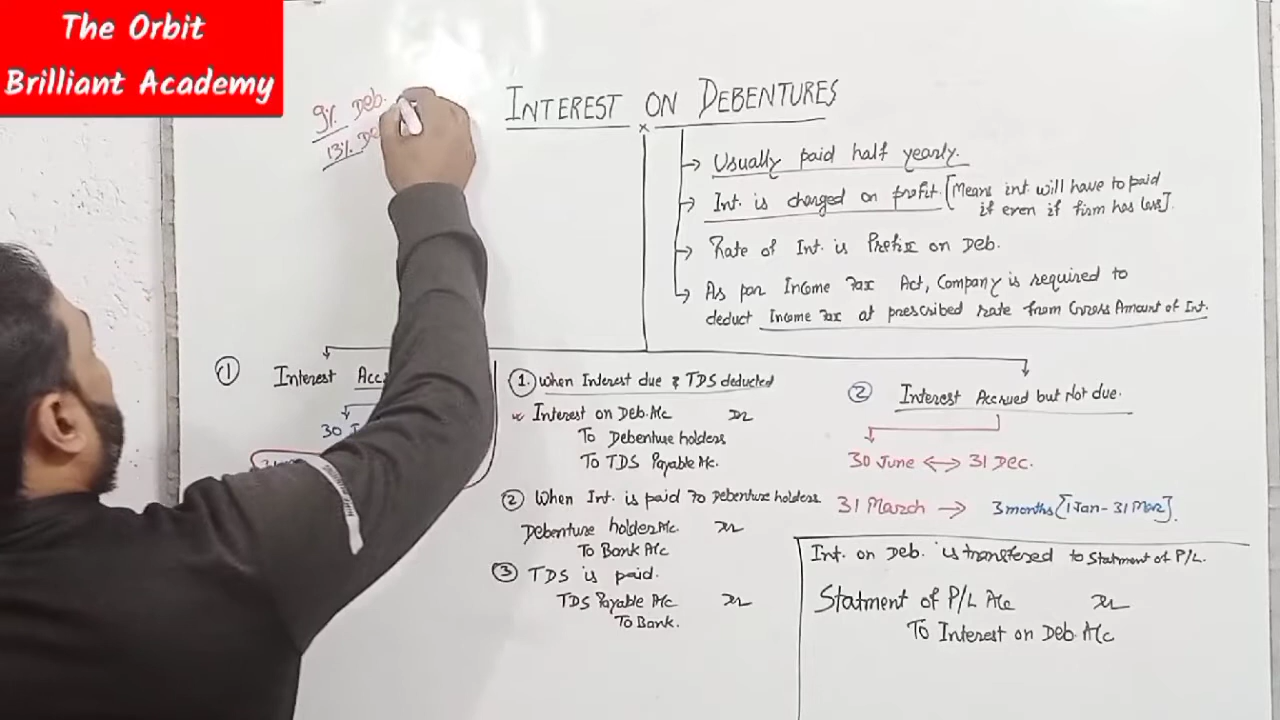 The Orbit
Brilliant Academy
9% Deb.
13% De
INTEREST ON DEBENTURES
Usually paid half yearly.
Int. is charged on profit. [Means int. will have to paid
if even if firm has loss].
Rate of Int. is Prefix on Deb.
As per Income Tax Act, Company is required to
deduct Income Tax at prescribed rate from Gross Amount of Int.
① Interest Acc
30 J
1. When Interest due & TDS deducted
Interest on Deb. A/c Dr
To Debenture holders
To TDS Payable A/c.
② When Int. is paid to Debenture holders
Debenture holder A/c. Dr
To Bank A/c
③ TDS is paid.
TDS Payable A/c Dr
To Bank.
② Interest Accrued but Not due.
30 June ⟷ 31 Dec.
31 March → 3 months [1 Jan - 31 Mar].
Int. on Deb. is transfered to Statment of P/L.
Statment of P/L A/c Dr
To Interest on Deb. A/c